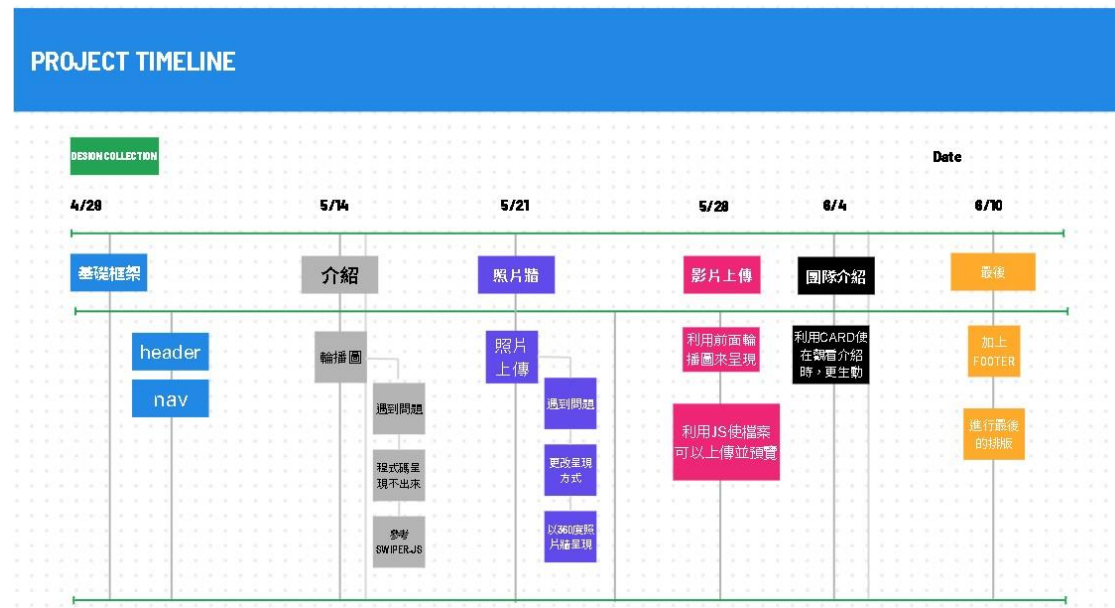 PROJECT TIMELINE
DESIGN COLLECTION
Date
4/29
5/14
5/21
5/28
6/4
6/10
基礎框架
介紹
照片牆
影片上傳
團隊介紹
最後
header
nav
輪播圖
遇到問題
程式碼呈
現不出來
參考
SWIPER.JS
照片
上傳
遇到問題
更改呈現
方式
以360度照
片牆呈現
利用前面輪
播圖來呈現
利用JS使檔案
可以上傳並預覽
利用CARD使
在觀看介紹
時，更生動
加上
FOOTER
進行最後
的排版